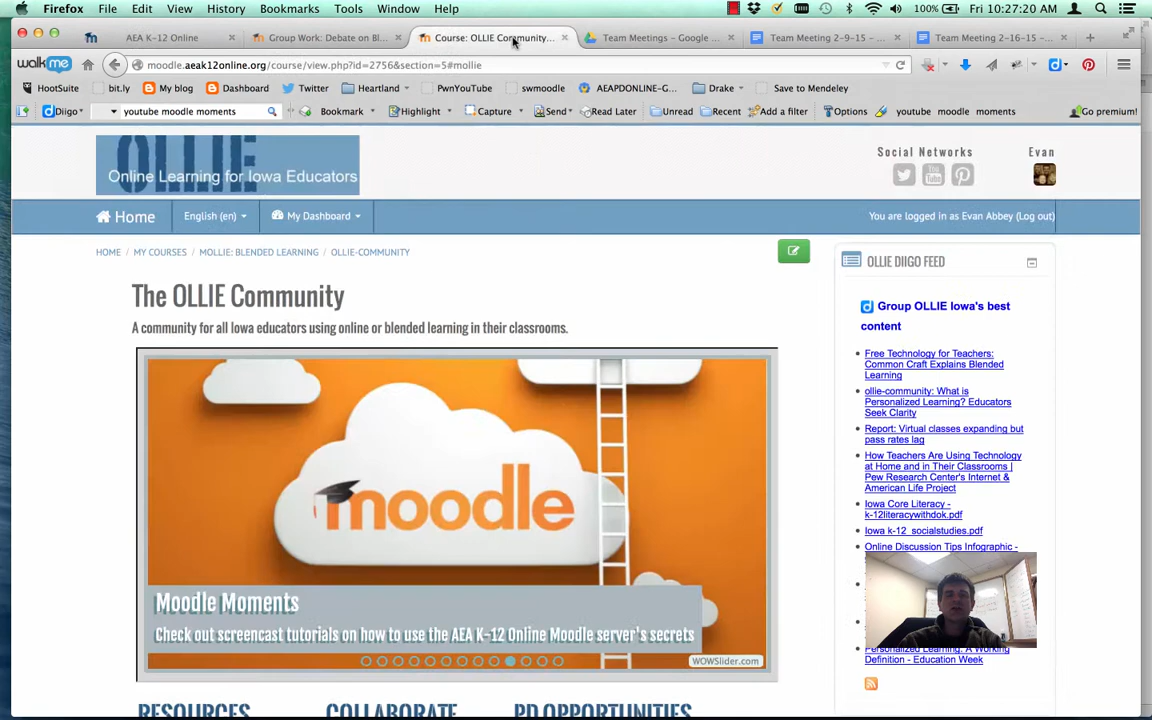 Firefox File Edit View History Bookmarks Tools Window Help 100% Fri 10:27:20 AM
AEA K-12 Online Group Work: Debate on Bl... Course: OLLIE Community,... Team Meetings – Google ... Team Meeting 2-9-15 – ... Team Meeting 2-16-15 –...
walkme moodle.aeak12online.org/course/view.php?id=2756&section=5#mollie
HootSuite bit.ly My blog Dashboard Twitter Heartland PwnYouTube swmoodle AEAPDONLINE-G... Drake Save to Mendeley
Diigo youtube moodle moments Bookmark Highlight Capture Send Read Later Unread Recent Add a filter Options youtube moodle moments Go premium!
OLLIE
Online Learning for Iowa Educators
Social Networks Evan
You Tube
Home English (en) My Dashboard You are logged in as Evan Abbey (Log out)
HOME / MY COURSES / MOLLIE: BLENDED LEARNING / OLLIE-COMMUNITY
OLLIE DIIGO FEED
The OLLIE Community
A community for all Iowa educators using online or blended learning in their classrooms.
moodle
Moodle Moments
Check out screencast tutorials on how to use the AEA K-12 Online Moodle server's secrets
WOWSlider.com
Group OLLIE Iowa's best
content
Free Technology for Teachers:
Common Craft Explains Blended
Learning
ollie-community: What is
Personalized Learning? Educators
Seek Clarity
Report: Virtual classes expanding but
pass rates lag
How Teachers Are Using Technology
at Home and in Their Classrooms |
Pew Research Center's Internet &
American Life Project
Iowa Core Literacy -
k-12literacywithdok.pdf
Iowa k-12 socialstudies.pdf
Online Discussion Tips Infographic -
Personalized Learning: A Working
Definition - Education Week
RESOURCES COLLABORATE PD OPPORTUNITIES